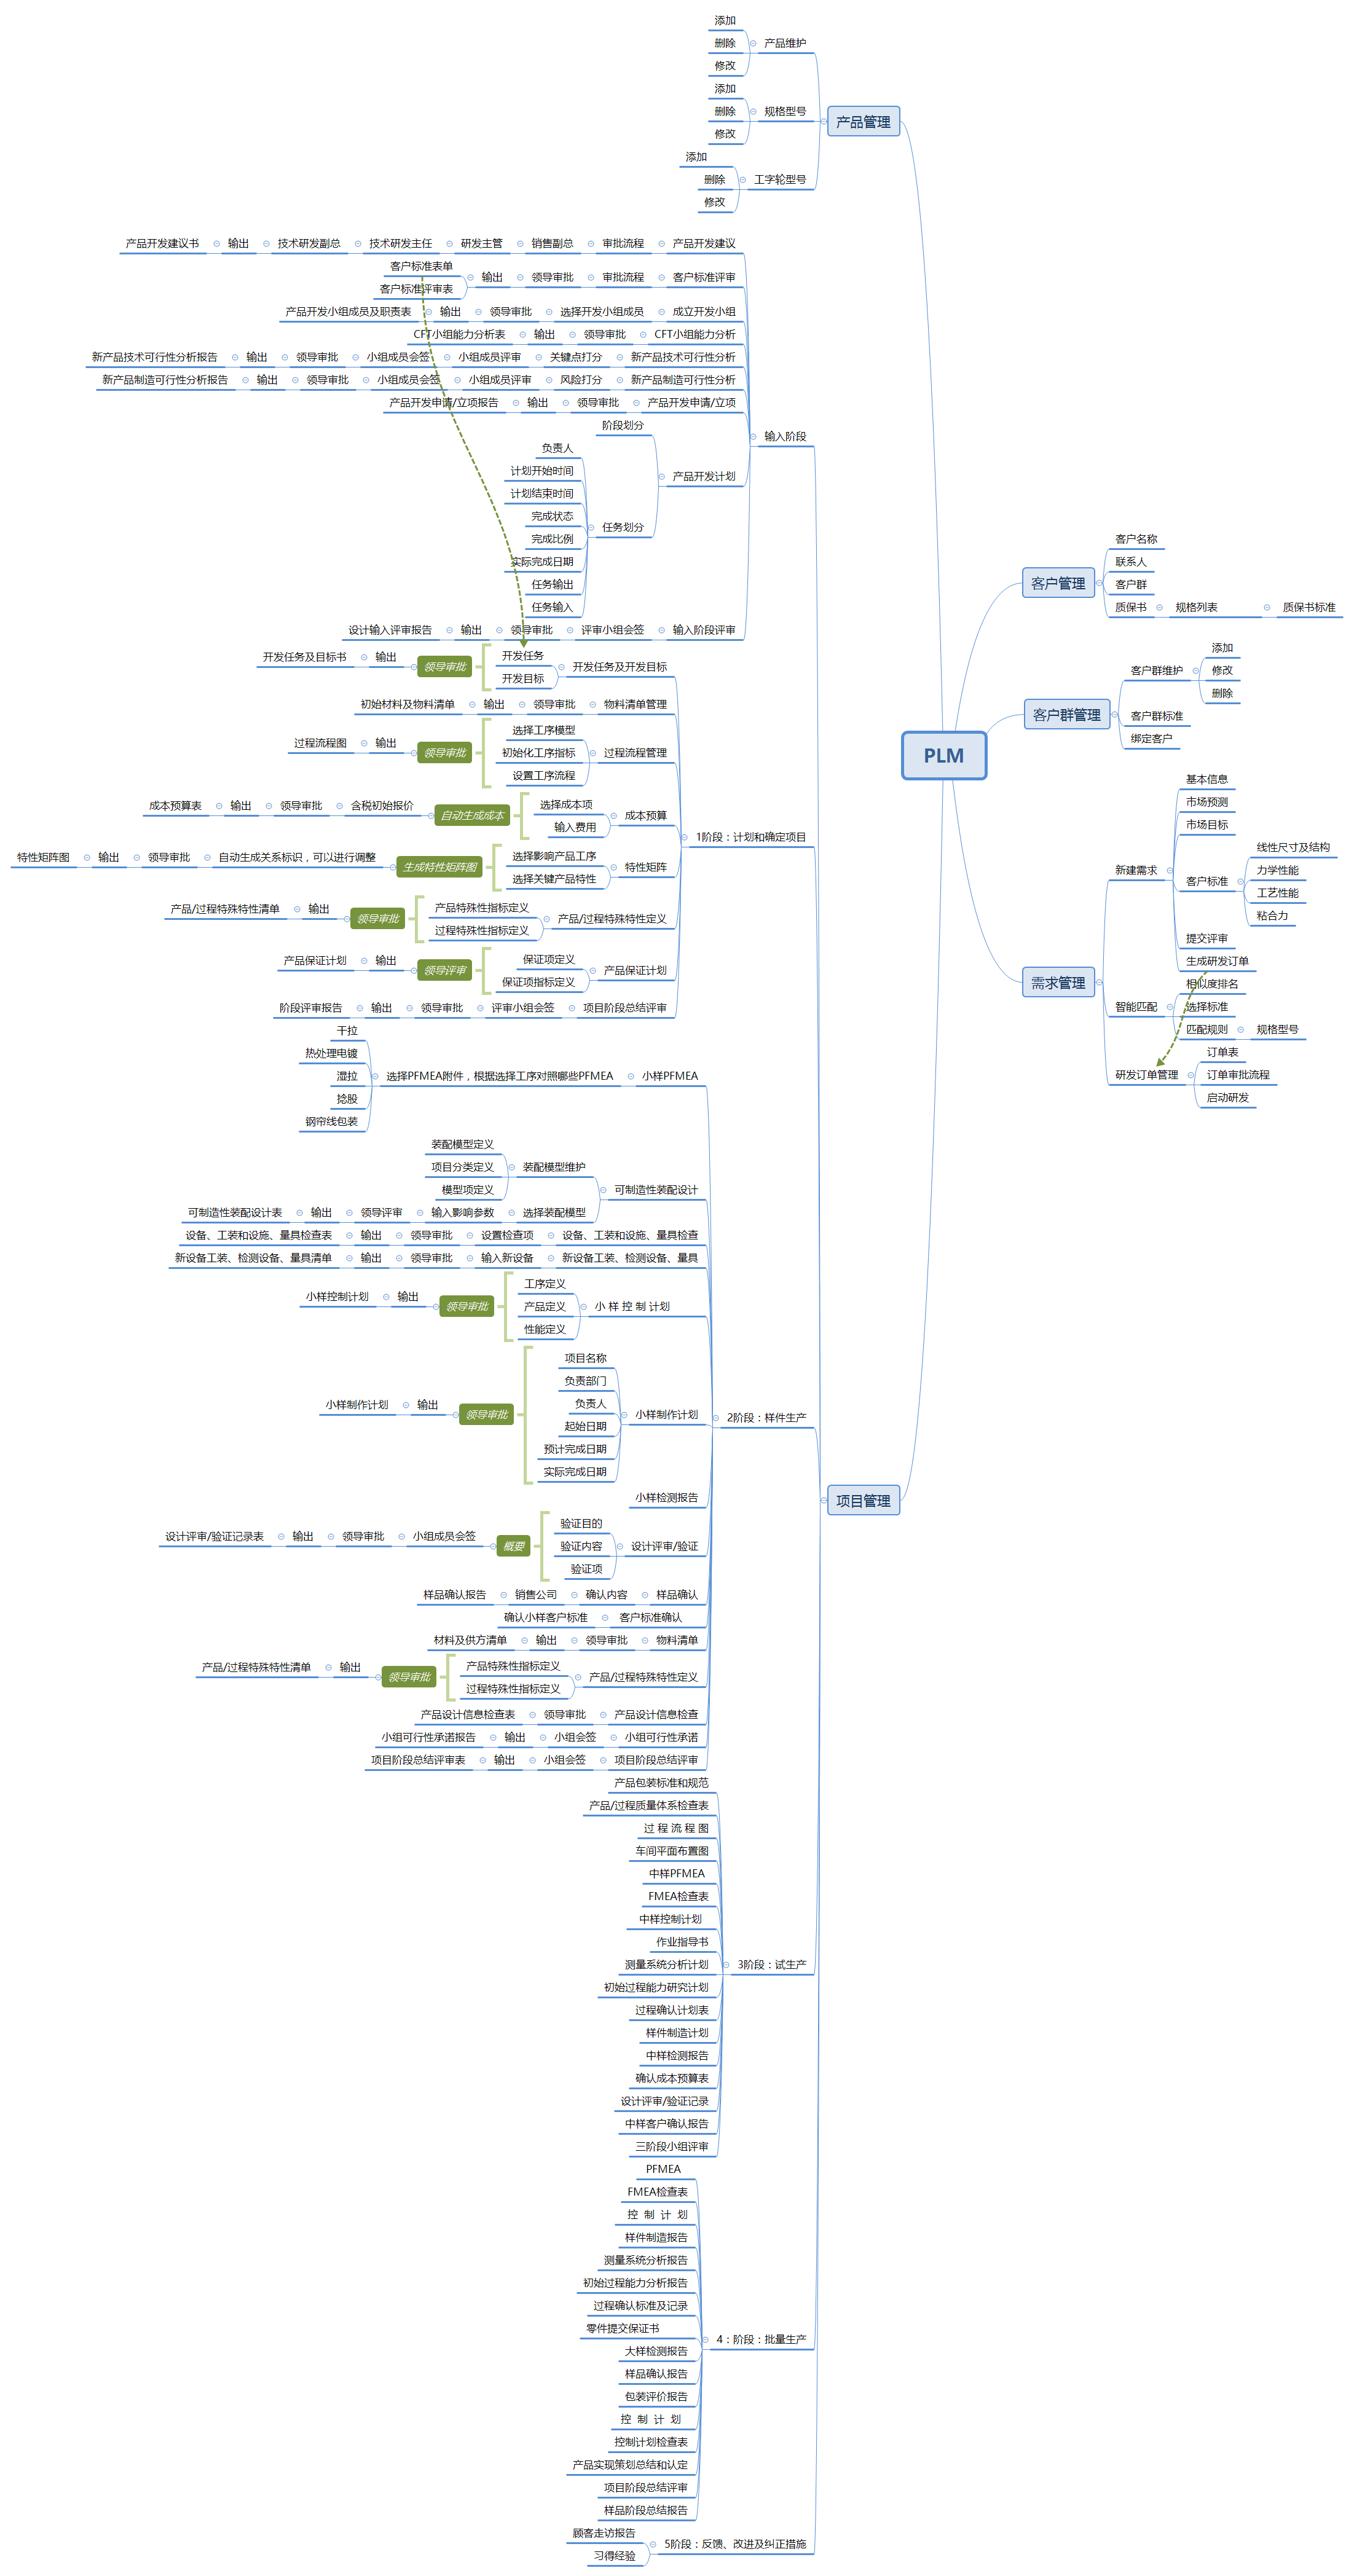 添加
删除
修改
产品维护
添加
删除
修改
规格型号
添加
删除
修改
工字轮型号
产品管理
产品开发建议书 输出 技术研发副总 技术研发主任 研发主管 销售副总 审批流程 产品开发建议
客户标准表单
客户标准评审表
输出 领导审批 审批流程 客户标准评审
产品开发小组成员及职责表 输出 领导审批 选择开发小组成员 成立开发小组
CFT小组能力分析表 输出 领导审批 CFT小组能力分析
新产品技术可行性分析报告 输出 领导审批 小组成员会签 小组成员评审 关键点打分 新产品技术可行性分析
新产品制造可行性分析报告 输出 领导审批 小组成员会签 小组成员评审 风险打分 新产品制造可行性分析
产品开发申请/立项报告 输出 领导审批 产品开发申请/立项
阶段划分
负责人
计划开始时间
计划结束时间
完成状态
完成比例
实际完成日期
任务输出
任务输入
任务划分
产品开发计划
设计输入评审报告 输出 领导审批 评审小组会签 输入阶段评审
输入阶段
开发任务及目标书 输出 领导审批
开发任务
开发目标
开发任务及开发目标
初始材料及物料清单 输出 领导审批 物料清单管理
过程流程图 输出 领导审批
选择工序模型
初始化工序指标
设置工序流程
过程流程管理
成本预算表 输出 领导审批 含税初始报价 自动生成成本
选择成本项
输入费用
成本预算
特性矩阵图 输出 领导审批 自动生成关系标识，可以进行调整 生成特性矩阵图
选择影响产品工序
选择关键产品特性
特性矩阵
产品/过程特殊特性清单 输出 领导审批
产品特殊性指标定义
过程特殊性指标定义
产品/过程特殊特性定义
产品保证计划 输出 领导评审
保证项定义
保证项指标定义
产品保证计划
阶段评审报告 输出 领导审批 评审小组会签 项目阶段总结评审
1阶段：计划和确定项目
干拉
热处理电镀
湿拉
捻股
钢帘线包装
选择PFMEA附件，根据选择工序对照哪些PFMEA 小样PFMEA
装配模型定义
项目分类定义
模型项定义
装配模型维护
可制造性装配设计表 输出 领导评审 输入影响参数 选择装配模型
可制造性装配设计
设备、工装和设施、量具检查表 输出 领导审批 设置检查项 设备、工装和设施、量具检查
新设备工装、检测设备、量具清单 输出 领导审批 输入新设备 新设备工装、检测设备、量具
小样控制计划 输出 领导审批
工序定义
产品定义
性能定义
小 样 控 制 计划
小样制作计划 输出 领导审批
项目名称
负责部门
负责人
起始日期
预计完成日期
实际完成日期
小样制作计划
小样检测报告
设计评审/验证记录表 输出 领导审批 小组成员会签 概要
验证目的
验证内容
验证项
设计评审/验证
样品确认报告 销售公司 确认内容 样品确认
确认小样客户标准 客户标准确认
材料及供方清单 输出 领导审批 物料清单
产品/过程特殊特性清单 输出 领导审批
产品特殊性指标定义
过程特殊性指标定义
产品/过程特殊特性定义
产品设计信息检查表 领导审批 产品设计信息检查
小组可行性承诺报告 输出 小组会签 小组可行性承诺
项目阶段总结评审表 输出 小组会签 项目阶段总结评审
2阶段：样件生产
产品包装标准和规范
产品/过程质量体系检查表
过 程 流 程 图
车间平面布置图
中样PFMEA
FMEA检查表
中样控制计划
作业指导书
测量系统分析计划
初始过程能力研究计划
过程确认计划表
样件制造计划
中样检测报告
确认成本预算表
设计评审/验证记录
中样客户确认报告
三阶段小组评审
3阶段：试生产
PFMEA
FMEA检查表
控 制 计 划
样件制造报告
测量系统分析报告
初始过程能力分析报告
过程确认标准及记录
零件提交保证书
大样检测报告
样品确认报告
包装评价报告
控 制 计 划
控制计划检查表
产品实现策划总结和认定
项目阶段总结评审
样品阶段总结报告
4：阶段：批量生产
顾客走访报告
习得经验
5阶段：反馈、改进及纠正措施
项目管理
PLM
客户管理
客户名称
联系人
客户群
质保书 规格列表 质保书标准
客户群管理
客户群维护
添加
修改
删除
客户群标准
绑定客户
需求管理
新建需求
基本信息
市场预测
市场目标
客户标准
线性尺寸及结构
力学性能
工艺性能
粘合力
提交评审
生成研发订单
智能匹配
相似度排名
选择标准
匹配规则 规格型号
研发订单管理
订单表
订单审批流程
启动研发